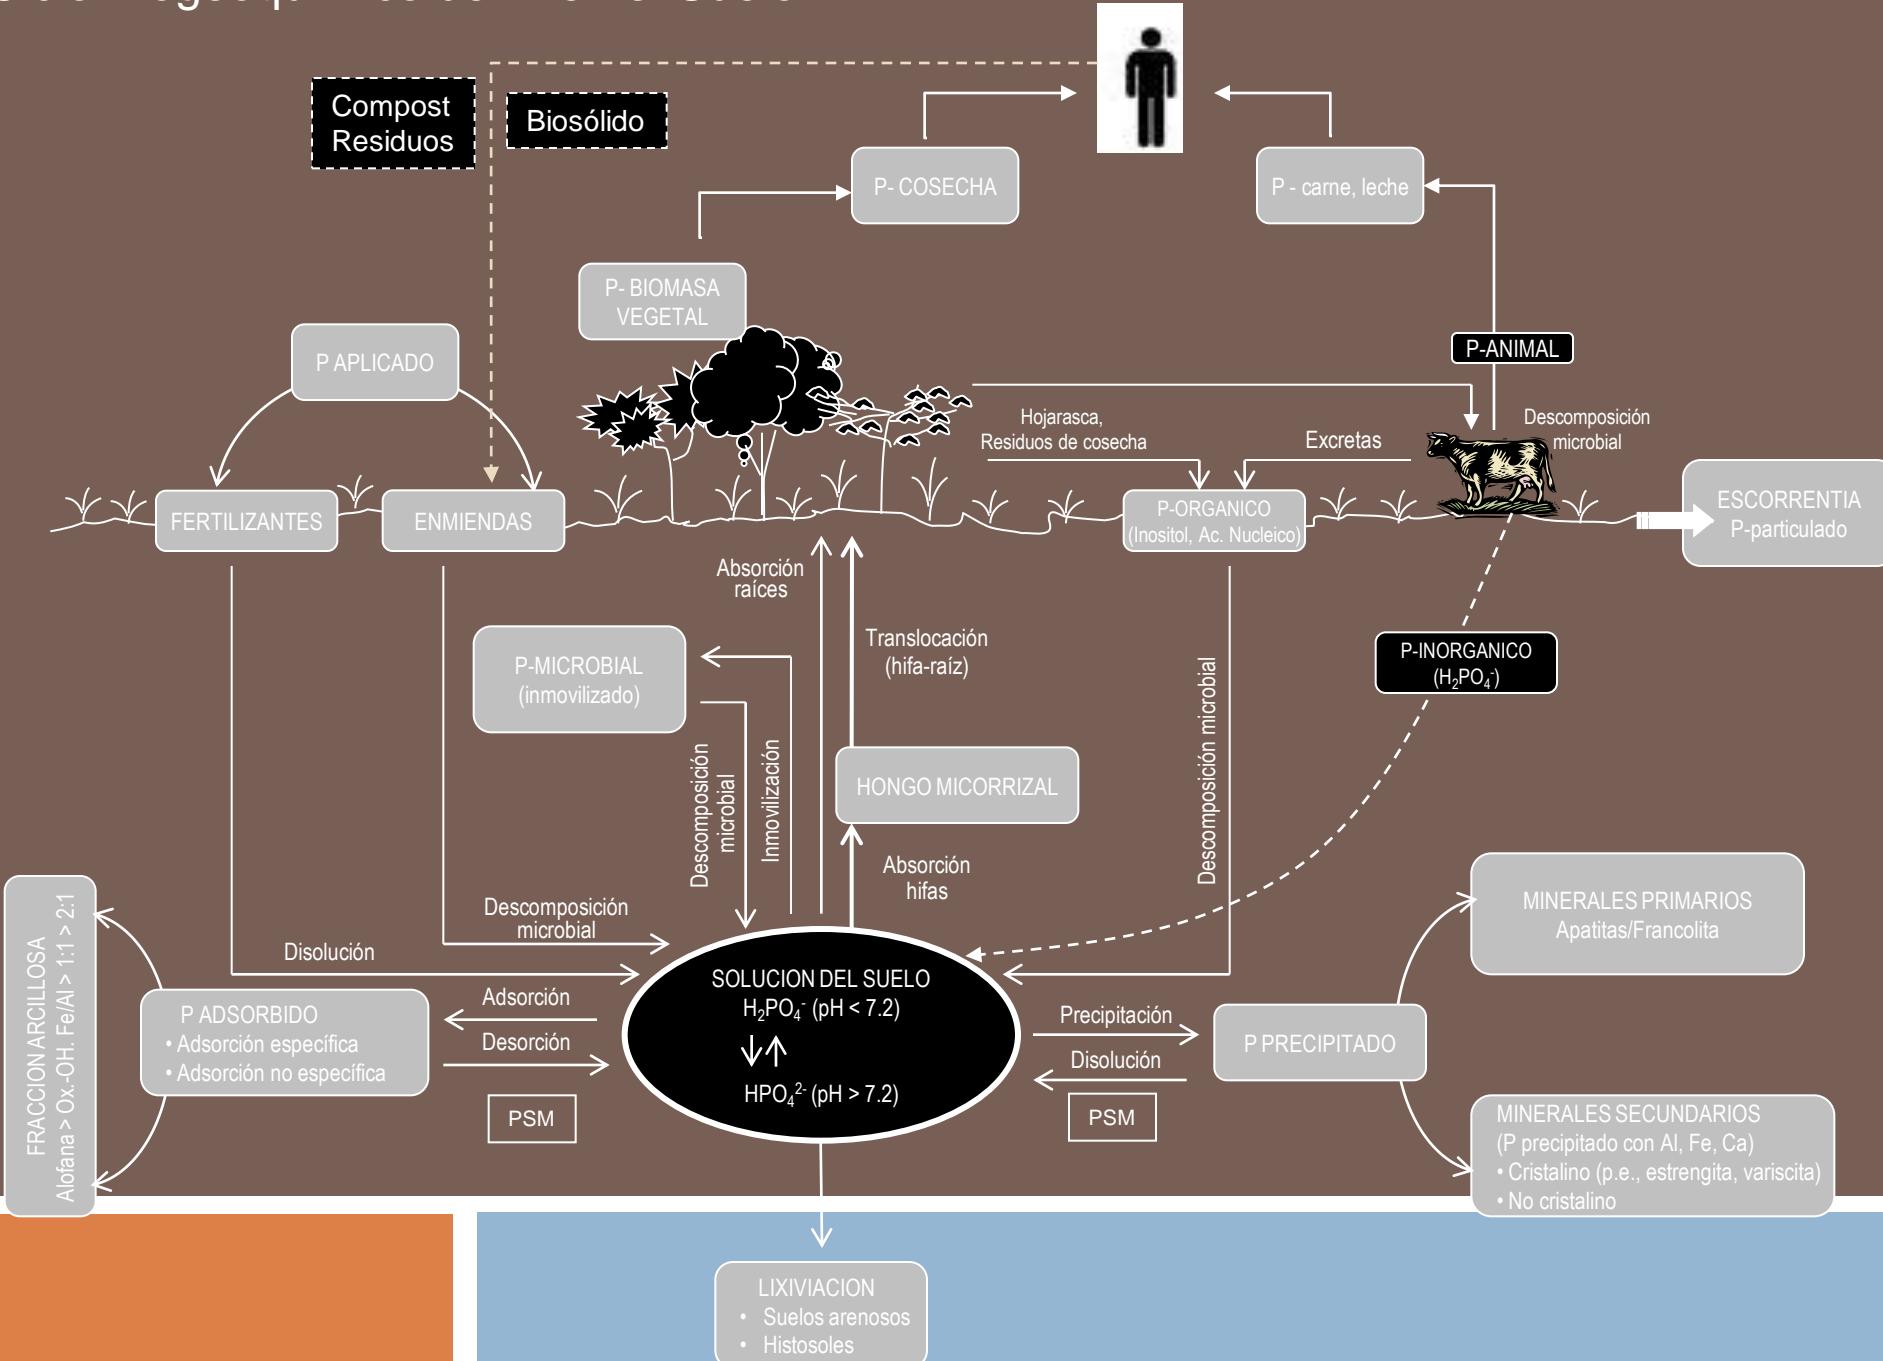 Compost
Residuos
Biosólido
P- COSECHA
P - carne, leche
P- BIOMASA
VEGETAL
P APLICADO
P-ANIMAL
Hojarasca,
Residuos de cosecha
Excretas
Descomposición
microbial
FERTILIZANTES
ENMIENDAS
P-ORGANICO
(Inositol, Ac. Nucleico)
ESCORRENTIA
P-particulado
Absorción
raíces
Translocación
(hifa-raíz)
P-MICROBIAL
(inmovilizado)
P-INORGANICO
(H₂PO₄⁻)
Descomposición
microbial
Inmovilización
HONGO MICORRIZAL
Descomposición microbial
Absorción
hifas
Descomposición
microbial
Disolución
MINERALES PRIMARIOS
Apatitas/Francolita
FRACCION ARCILLOSA
Alofana > Ox.-OH. Fe/Al > 1:1 > 2:1
P ADSORBIDO
• Adsorción específica
• Adsorción no específica
Adsorción
Desorción
PSM
SOLUCION DEL SUELO
H₂PO₄⁻ (pH < 7.2)
HPO₄²⁻ (pH > 7.2)
Precipitación
Disolución
PSM
P PRECIPITADO
MINERALES SECUNDARIOS
(P precipitado con Al, Fe, Ca)
• Cristalino (p.e., estrengita, variscita)
• No cristalino
LIXIVIACION
• Suelos arenosos
• Histosoles